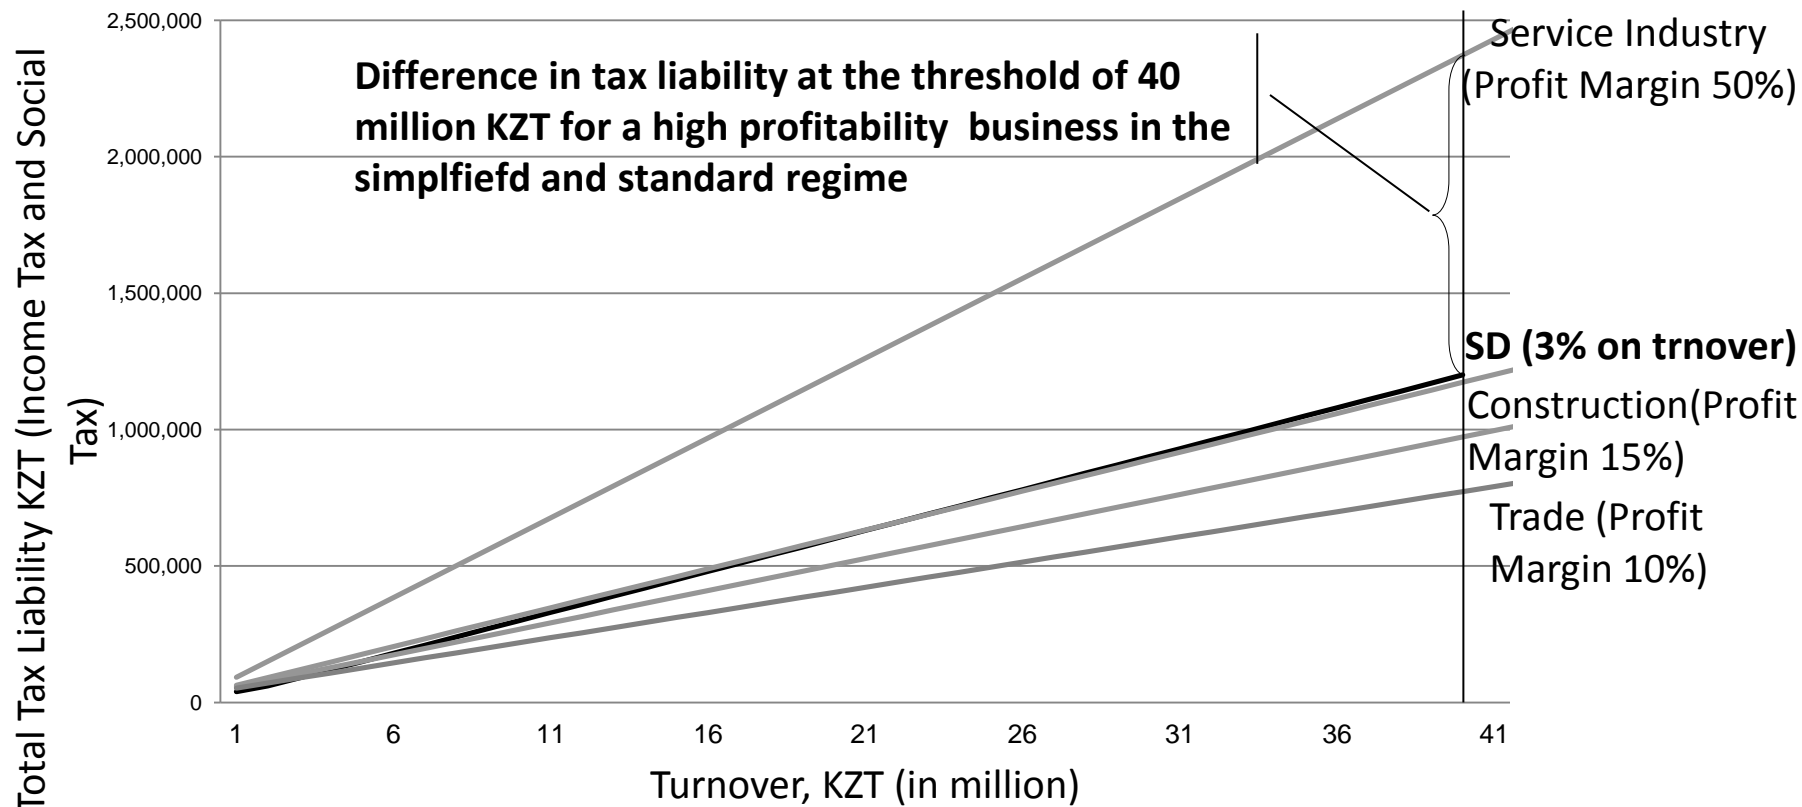 Total Tax Liability KZT (Income Tax and Social
Tax)
2,500,000
2,000,000
1,500,000
1,000,000
500,000
0
Difference in tax liability at the threshold of 40
million KZT for a high profitability business in the
simplfiefd and standard regime
Service Industry
(Profit Margin 50%)
SD (3% on trnover)
Construction(Profit
Margin 15%)
Trade (Profit
Margin 10%)
1 6 11 16 21 26 31 36 41
Turnover, KZT (in million)